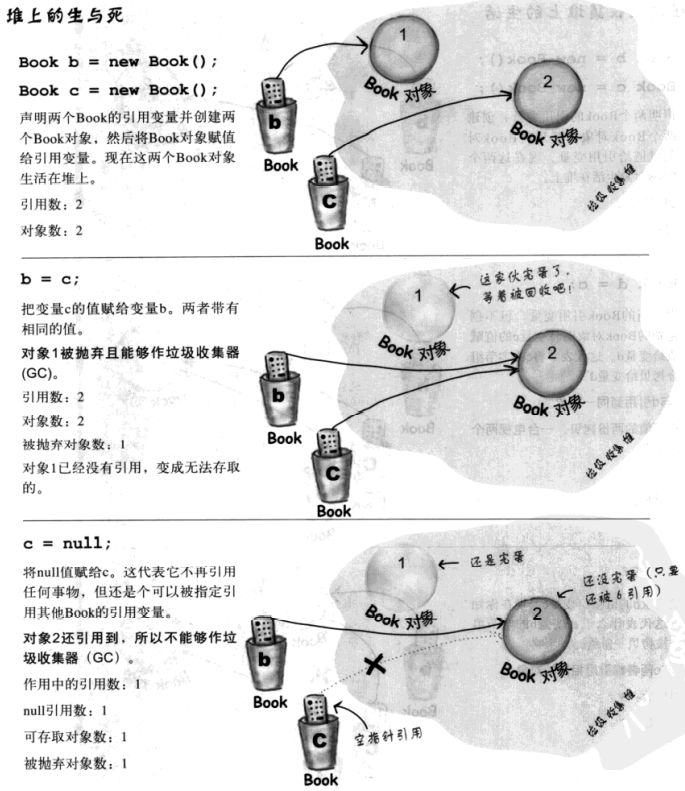 堆上的生与死
Book b = new Book();
Book c = new Book();
声明两个Book的引用变量并创建两
个Book对象，然后将Book对象赋值
给引用变量。现在这两个Book对象
生活在堆上。
引用数：2
对象数：2
1
Book 对象
2
Book 对象
b
Book
C
Book
垃圾收集堆
b = c;
把变量c的值赋给变量b。两者带有
相同的值。
对象1被抛弃且能够作垃圾收集器
(GC)。
引用数：2
对象数：2
被抛弃对象数：1
对象1已经没有引用，变成无法存取
的。
1
这家伙完蛋了，
等着被回收吧！
Book 对象
2
Book 对象
b
Book
C
Book
垃圾收集堆
c = null;
将null值赋给c。这代表它不再引用
任何事物，但还是个可以被指定引
用其他Book的引用变量。
对象2还引用到，所以不能够作垃
圾收集器（GC）。
作用中的引用数：1
null引用数：1
可存取对象数：1
被抛弃对象数：1
1
还是完蛋
Book 对象
2
还没完蛋（只要
还被b引用）
Book 对象
b
Book
C
空指针引用
Book
垃圾收集堆